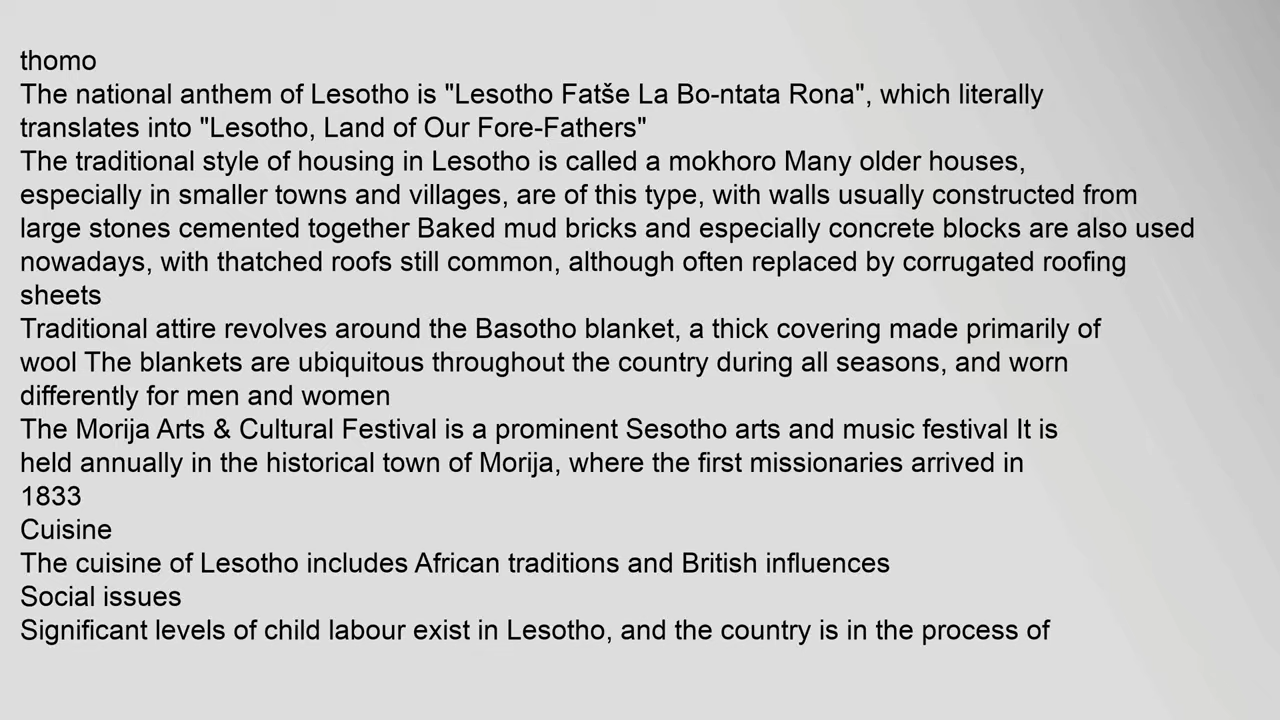 thomo
The national anthem of Lesotho is "Lesotho Fatše La Bo-ntata Rona", which literally
translates into "Lesotho, Land of Our Fore-Fathers"
The traditional style of housing in Lesotho is called a mokhoro Many older houses,
especially in smaller towns and villages, are of this type, with walls usually constructed from
large stones cemented together Baked mud bricks and especially concrete blocks are also used
nowadays, with thatched roofs still common, although often replaced by corrugated roofing
sheets
Traditional attire revolves around the Basotho blanket, a thick covering made primarily of
wool The blankets are ubiquitous throughout the country during all seasons, and worn
differently for men and women
The Morija Arts & Cultural Festival is a prominent Sesotho arts and music festival It is
held annually in the historical town of Morija, where the first missionaries arrived in
1833
Cuisine
The cuisine of Lesotho includes African traditions and British influences
Social issues
Significant levels of child labour exist in Lesotho, and the country is in the process of